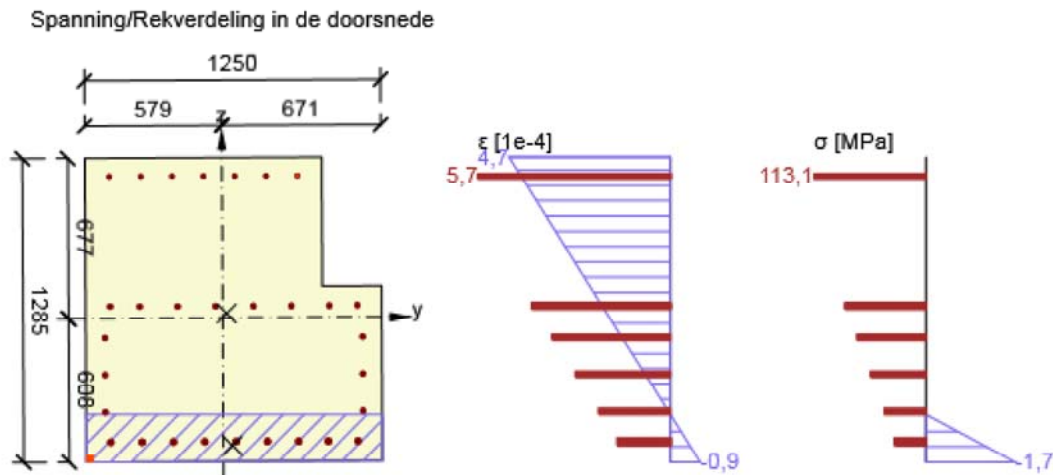 Spanning/Rekverdeling in de doorsnede
1250
579
671
z
ε [1e-4]
4,7
5,7
σ [MPa]
113,1
677
1285
y
608
-0,9
-1,7